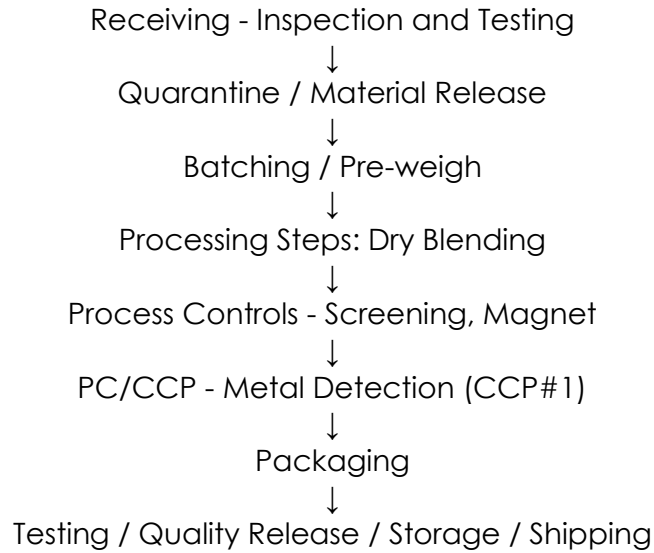 Receiving - Inspection and Testing
↓
Quarantine / Material Release
↓
Batching / Pre-weigh
↓
Processing Steps: Dry Blending
↓
Process Controls - Screening, Magnet
↓
PC/CCP - Metal Detection (CCP#1)
↓
Packaging
↓
Testing / Quality Release / Storage / Shipping